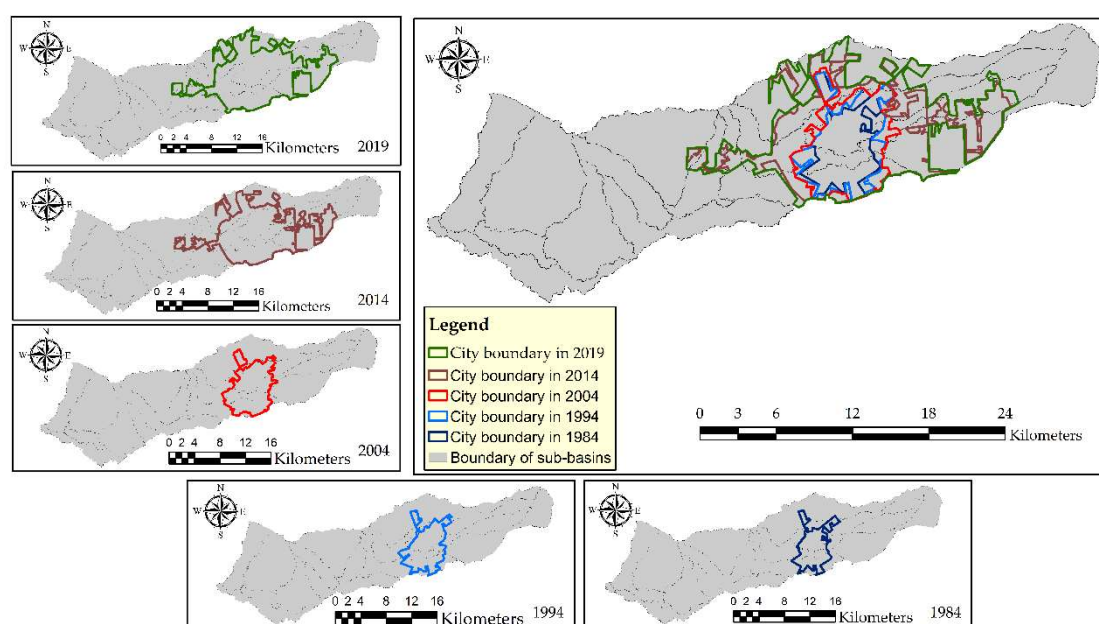 N
W E
S
0 2 4 8 12 16
Kilometers
2019
N
W E
S
0 2 4 8 12 16
Kilometers
2014
N
W E
S
0 2 4 8 12 16
Kilometers
2004
N
W E
S
Legend
City boundary in 2019
City boundary in 2014
City boundary in 2004
City boundary in 1994
City boundary in 1984
Boundary of sub-basins
0 3 6 12 18 24
Kilometers
N
W E
S
0 2 4 8 12 16
Kilometers
1994
N
W E
S
0 2 4 8 12 16
Kilometers
1984